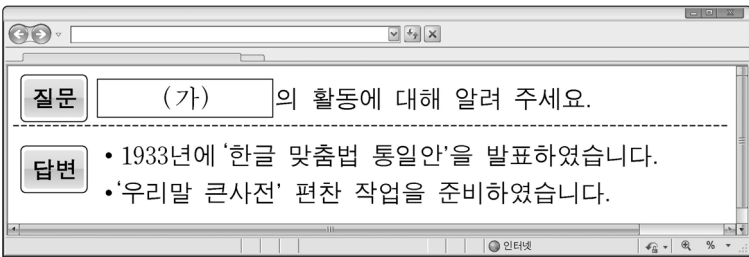 질문 (가) 의 활동에 대해 알려 주세요.
답변
• 1933년에 '한글 맞춤법 통일안'을 발표하였습니다.
• '우리말 큰사전' 편찬 작업을 준비하였습니다.
인터넷
%